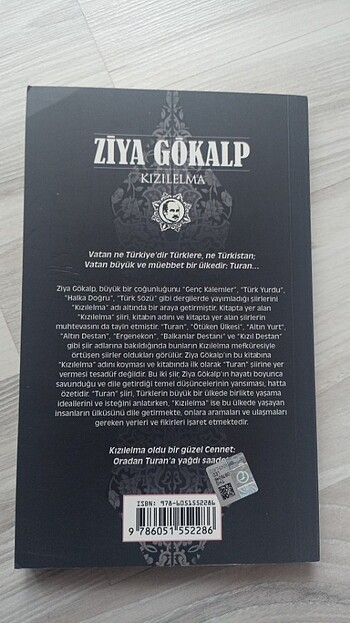 ZİYA GÖKALP
KIZILELMA
Vatan ne Türkiye'dir Türklere, ne Türkistan;
Vatan büyük ve müebbet bir ülkedir: Turan...
Ziya Gökalp, büyük bir çoğunluğunu "Genç Kalemler", "Türk Yurdu",
"Halka Doğru", "Türk Sözü" gibi dergilerde yayımladığı şiirlerini
"Kızılelma" adı altında bir araya getirmiştir. Kitapta yer alan
"Kızılelma" şiiri, kitabın adını ve kitapta yer alan şiirlerin
muhtevasını da tayin etmiştir. "Turan", "Ötüken Ülkesi", "Altın Yurt",
"Altın Destan", "Ergenekon", "Balkanlar Destanı" ve "Kızıl Destan"
gibi şiir adlarına bakıldığında bunların Kızılelma mefkûresiyle
örtüşen şiirler oldukları görülür. Ziya Gökalp'ın bu kitabına
"Kızılelma" adını koyması ve kitabında ilk olarak "Turan" şiirine yer
vermesi tesadüf değildir. Bu iki şiir, Ziya Gökalp'ın hayatı boyunca
savunduğu ve dile getirdiği temel düşüncelerinin yansıması, hatta
özetidir. "Turan" şiiri, Türklerin büyük bir ülkede birlikte yaşama
ideallerini ve isteğini anlatırken, "Kızılelma" ise bu ülkede yaşayan
insanların ülküsünü dile getirmekte, onlara aramaları ve ulaşmaları
gereken yerleri ve fikirleri işaret etmektedir.
Kızılelma oldu bir güzel Cennet:
Oradan Turan'a yağdı
ISBN: 978-6051552286
9 786051 552286